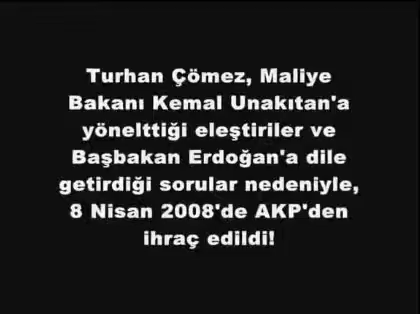 Turhan Çömez, Maliye
Bakanı Kemal Unakıtan'a
yönelttiği eleştiriler ve
Başbakan Erdoğan'a dile
getirdiği sorular nedeniyle,
8 Nisan 2008'de AKP'den
ihraç edildi!